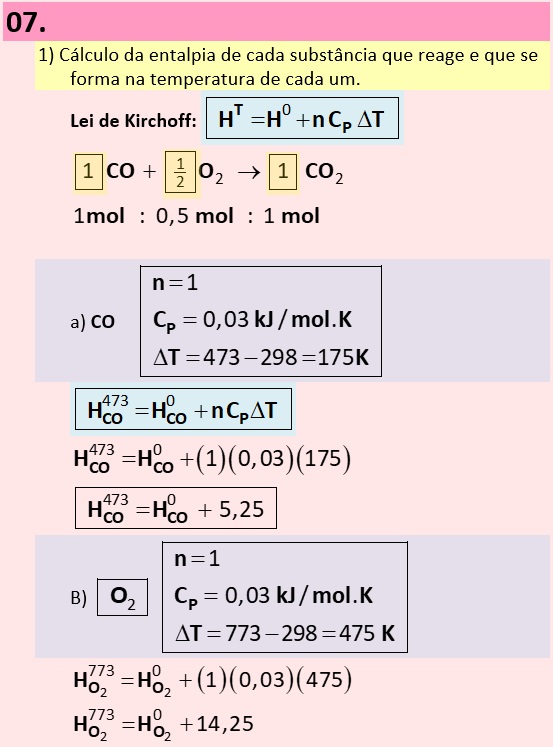 07.
1) Cálculo da entalpia de cada substância que reage e que se
forma na temperatura de cada um.
Lei de Kirchoff: H^T = H^0 + n C_P ΔT
1 CO + 1/2 O₂ → 1 CO₂
1mol : 0,5 mol : 1 mol
n = 1
a) CO C_P = 0,03 kJ / mol.K
ΔT = 473 – 298 = 175K
H_CO^473 = H_CO^0 + n C_P ΔT
H_CO^473 = H_CO^0 + (1)(0,03)(175)
H_CO^473 = H_CO^0 + 5,25
n = 1
B) O₂ C_P = 0,03 kJ / mol.K
ΔT = 773 – 298 = 475 K
H_O₂^773 = H_O₂^0 + (1)(0,03)(475)
H_O₂^773 = H_O₂^0 + 14,25